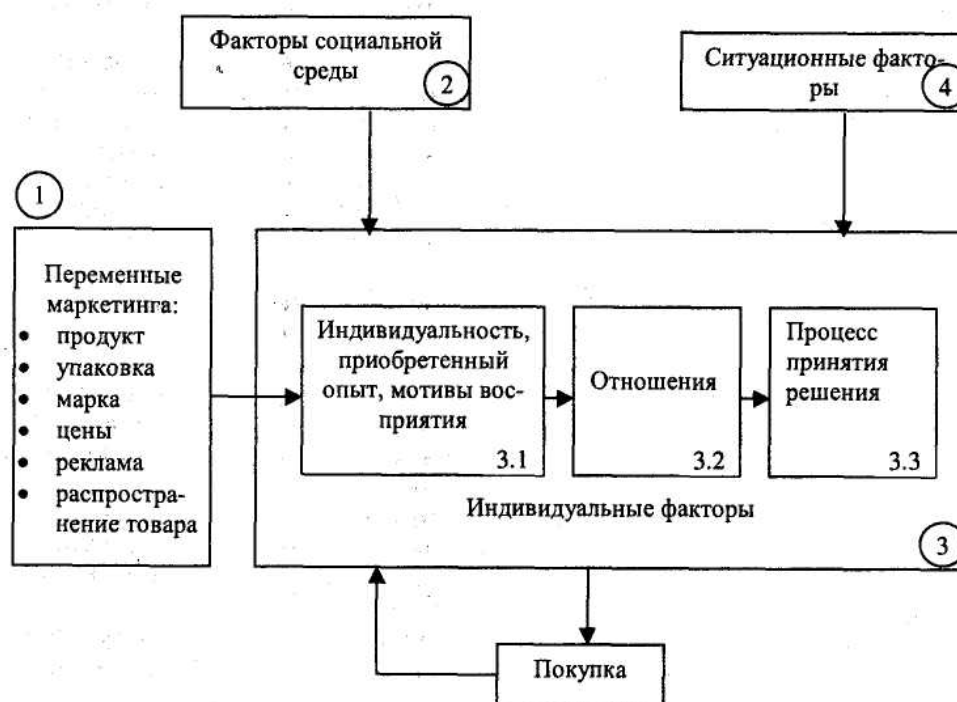 Факторы социальной
среды
2
Ситуационные факто-
ры
4
1
Переменные
маркетинга:
• продукт
• упаковка
• марка
• цены
• реклама
• распростра-
нение товара
Индивидуальность,
приобретенный
опыт, мотивы вос-
приятия
3.1
Отношения
3.2
Процесс
принятия
решения
3.3
Индивидуальные факторы
3
Покупка